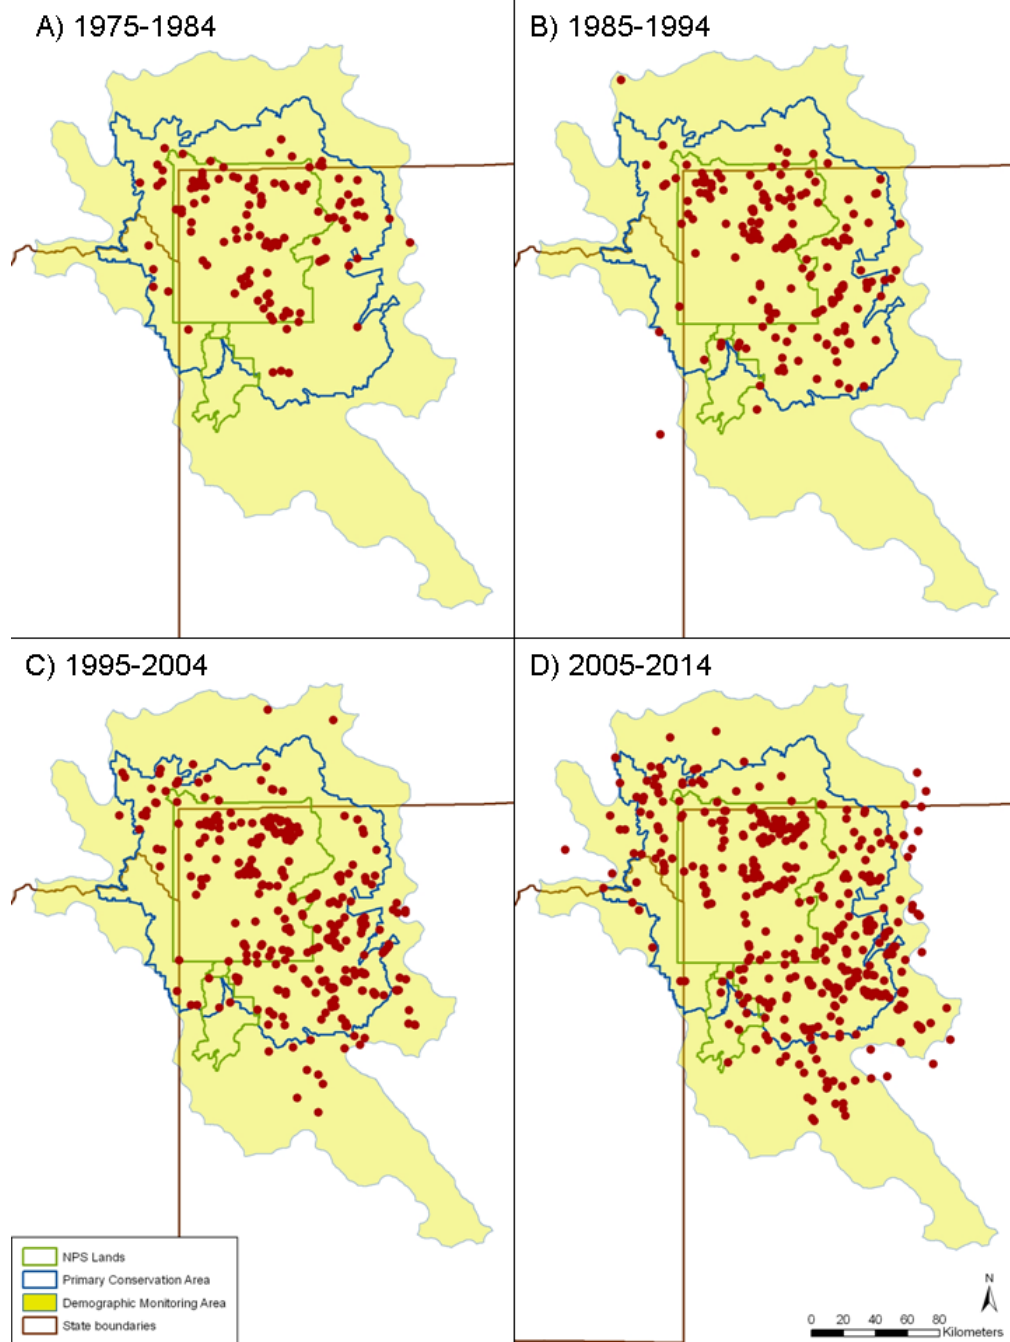 A) 1975-1984
B) 1985-1994
C) 1995-2004
D) 2005-2014
NPS Lands
Primary Conservation Area
Demographic Monitoring Area
State boundaries
N
0 20 40 60 80
Kilometers